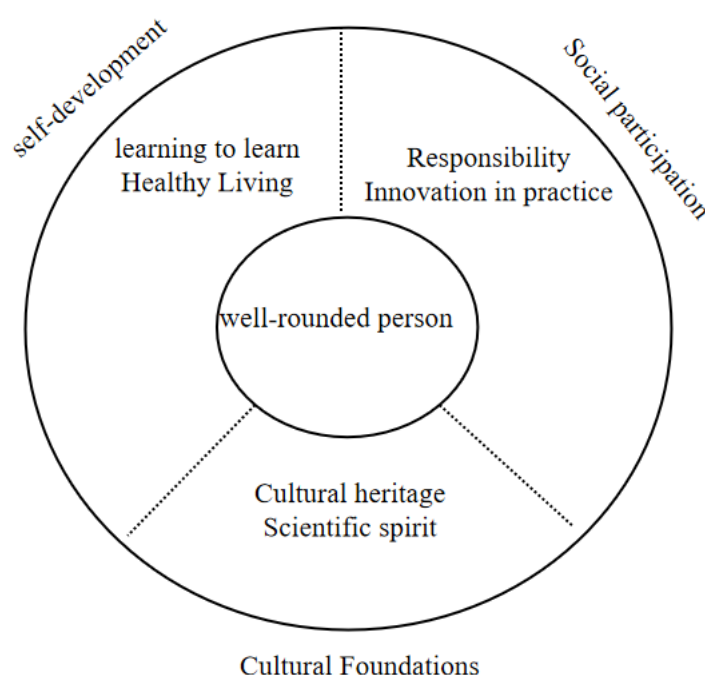 self-development
Social participation
learning to learn
Healthy Living
Responsibility
Innovation in practice
well-rounded person
Cultural heritage
Scientific spirit
Cultural Foundations